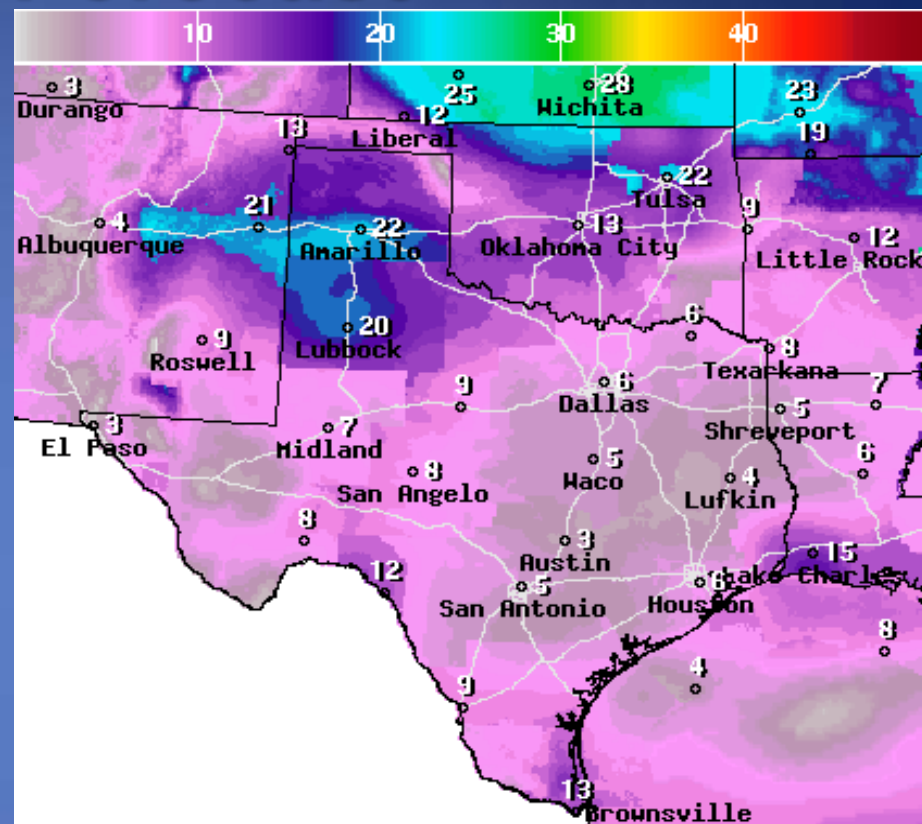 10 20 30 40
3 25 28 23
Durango Wichita
12
Liberal
13 19
22
Tulsa
4 21 22 13 9 12
Albuquerque Amarillo Oklahoma City Little Rock
9 20 6 8
Roswell Lubbock Texarkana
9 6 5 7
Dallas Shreveport
3 7
El Paso Midland
8 5 4 6
San Angelo Waco Lufkin
8 3 15
Austin
12 5
San Antonio Houston Lake
9 4 8
13
Brownsville